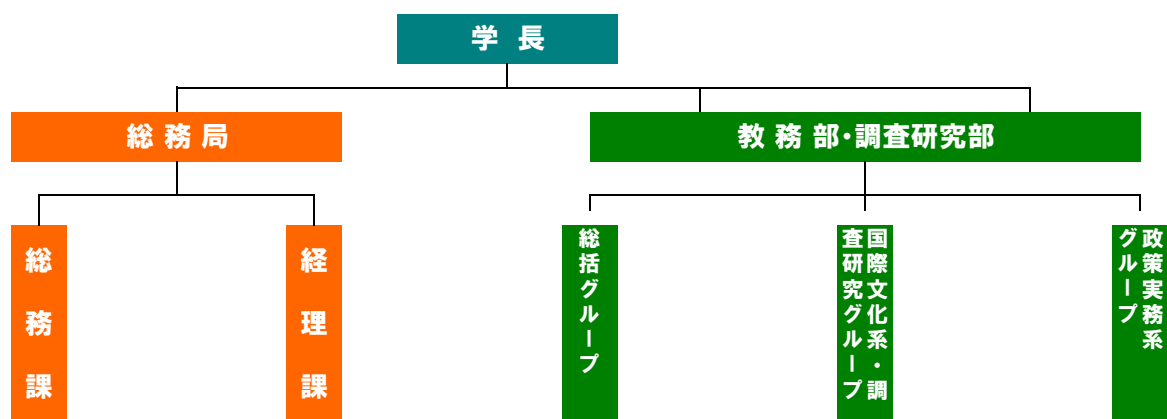 学 長
総 務 局
教 務 部・調査研究部
総務課
経理課
総括グループ
国際文化系・調
査研究グループ
政策実務系
グループ